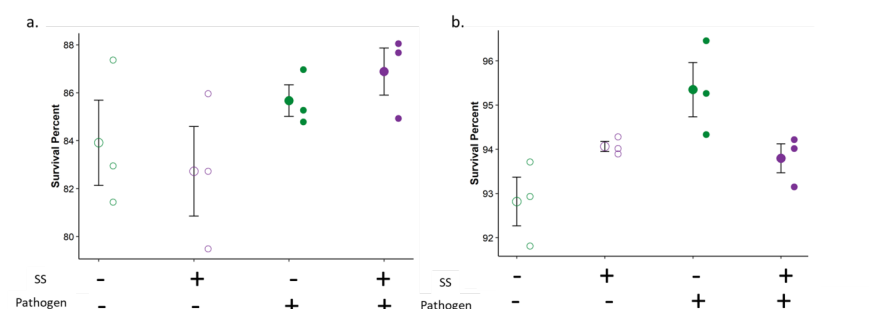 a.
Survival Percent
88
86
84
82
80
SS - + - +
Pathogen - - + +
b.
Survival Percent
96
95
94
93
92
SS - + - +
Pathogen - - + +